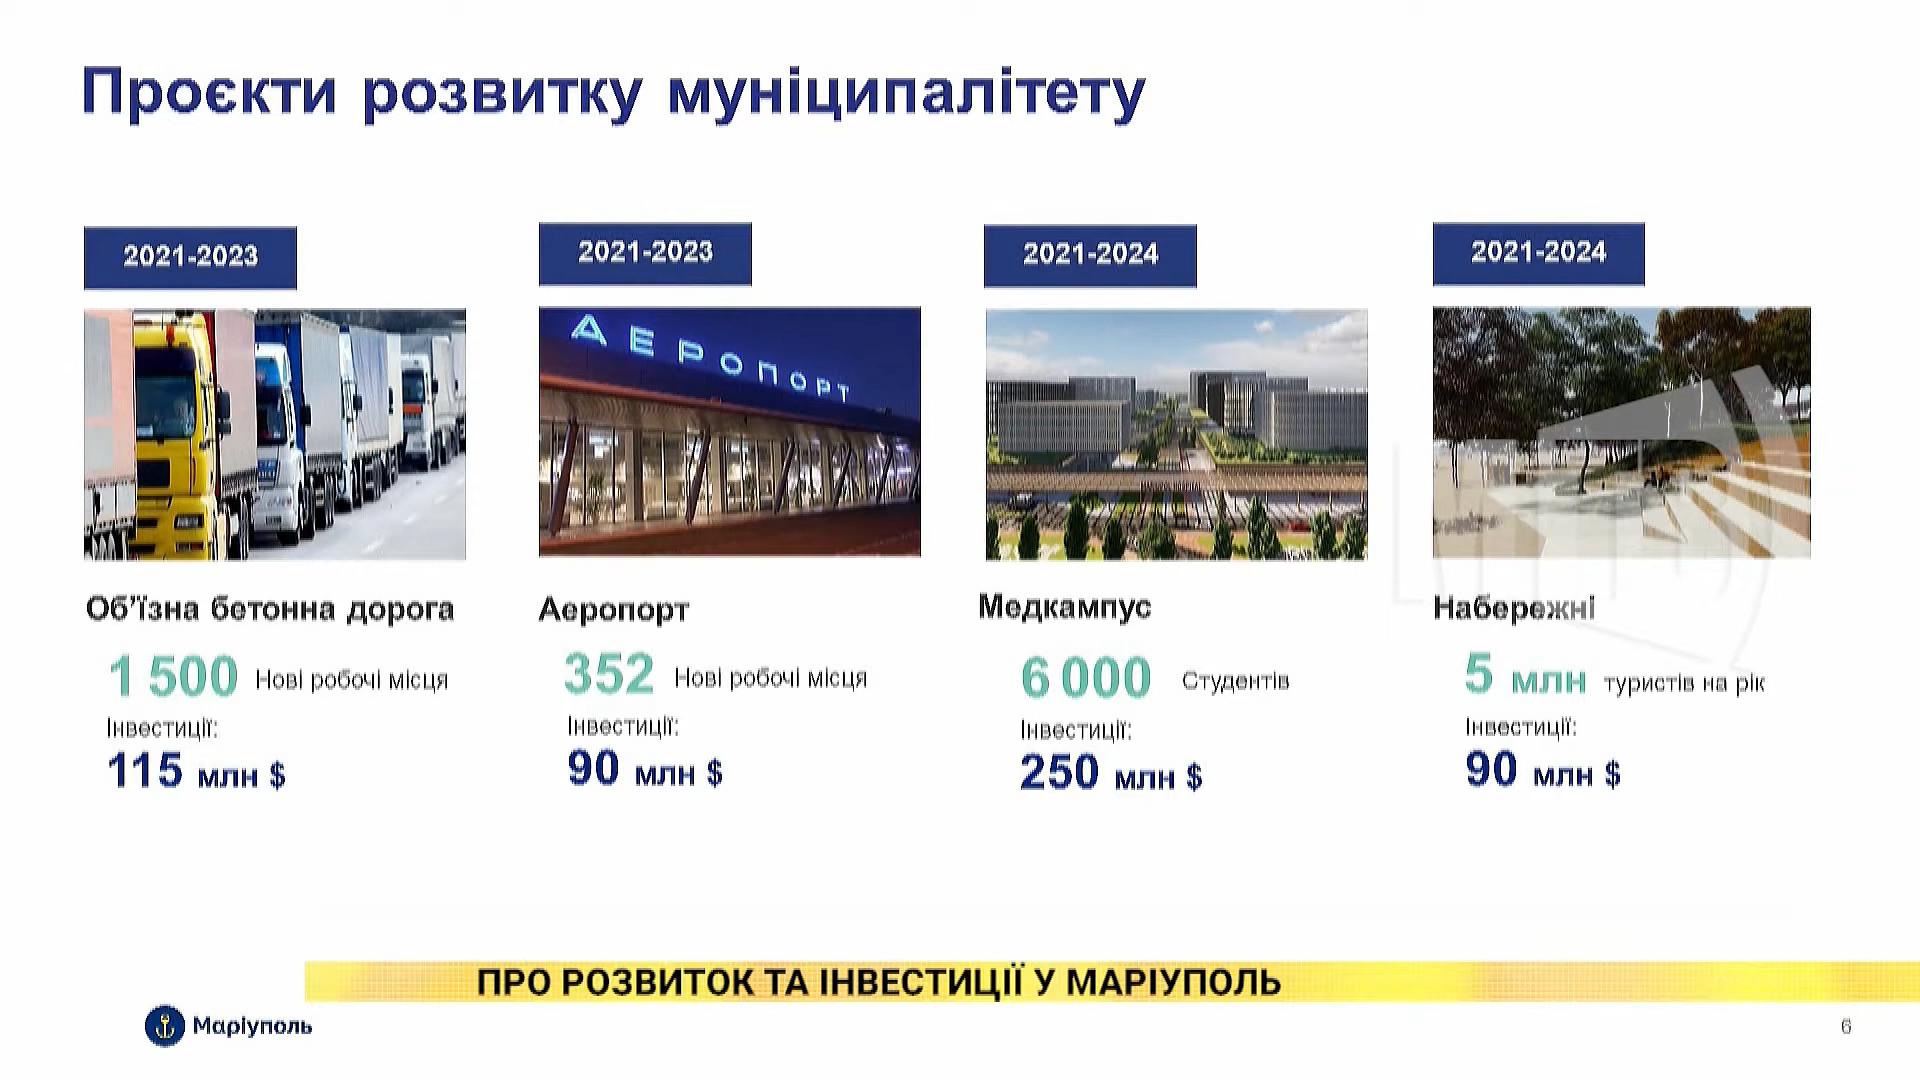 Проєкти розвитку муніципалітету
2021-2023
АЕРОПОРТ
Об'їзна бетонна дорога
1 500 Нові робочі місця
Інвестиції:
115 млн $
2021-2023
Аеропорт
352 Нові робочі місця
Інвестиції:
90 млн $
2021-2024
Медкампус
6 000 Студентів
Інвестиції:
250 млн $
2021-2024
Набережні
5 млн туристів на рік
Інвестиції:
90 млн $
ПРО РОЗВИТОК ТА ІНВЕСТИЦІЇ У МАРІУПОЛЬ
Маріуполь
6